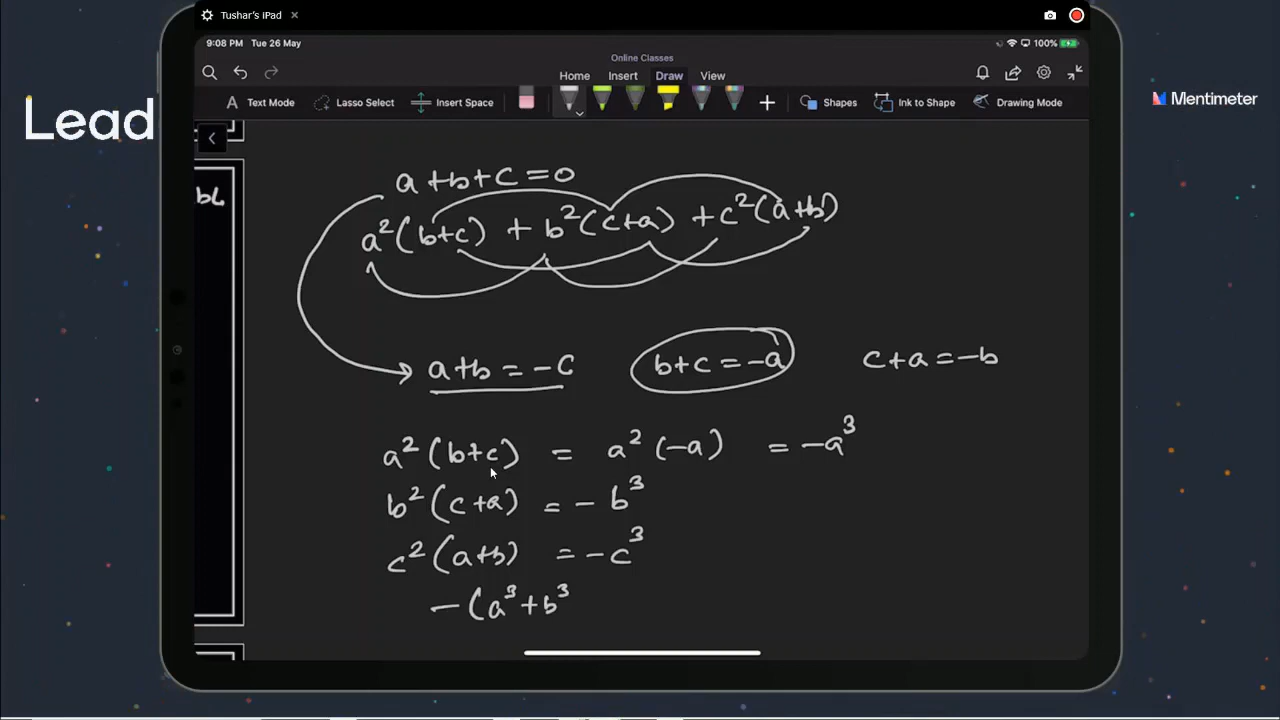 Tushar's iPad ×
9:08 PM Tue 26 May
100%
Online Classes
Home Insert Draw View
Text Mode Lasso Select Insert Space Shapes Ink to Shape Drawing Mode
Lead
Mentimeter
bc
a+b+c=0
a²(b+c) + b²(c+a) + c²(a+b)
a+b = -c b+c = -a c+a = -b
a²(b+c) = a²(-a) = -a³
b²(c+a) = -b³
c²(a+b) = -c³
-(a³+b³